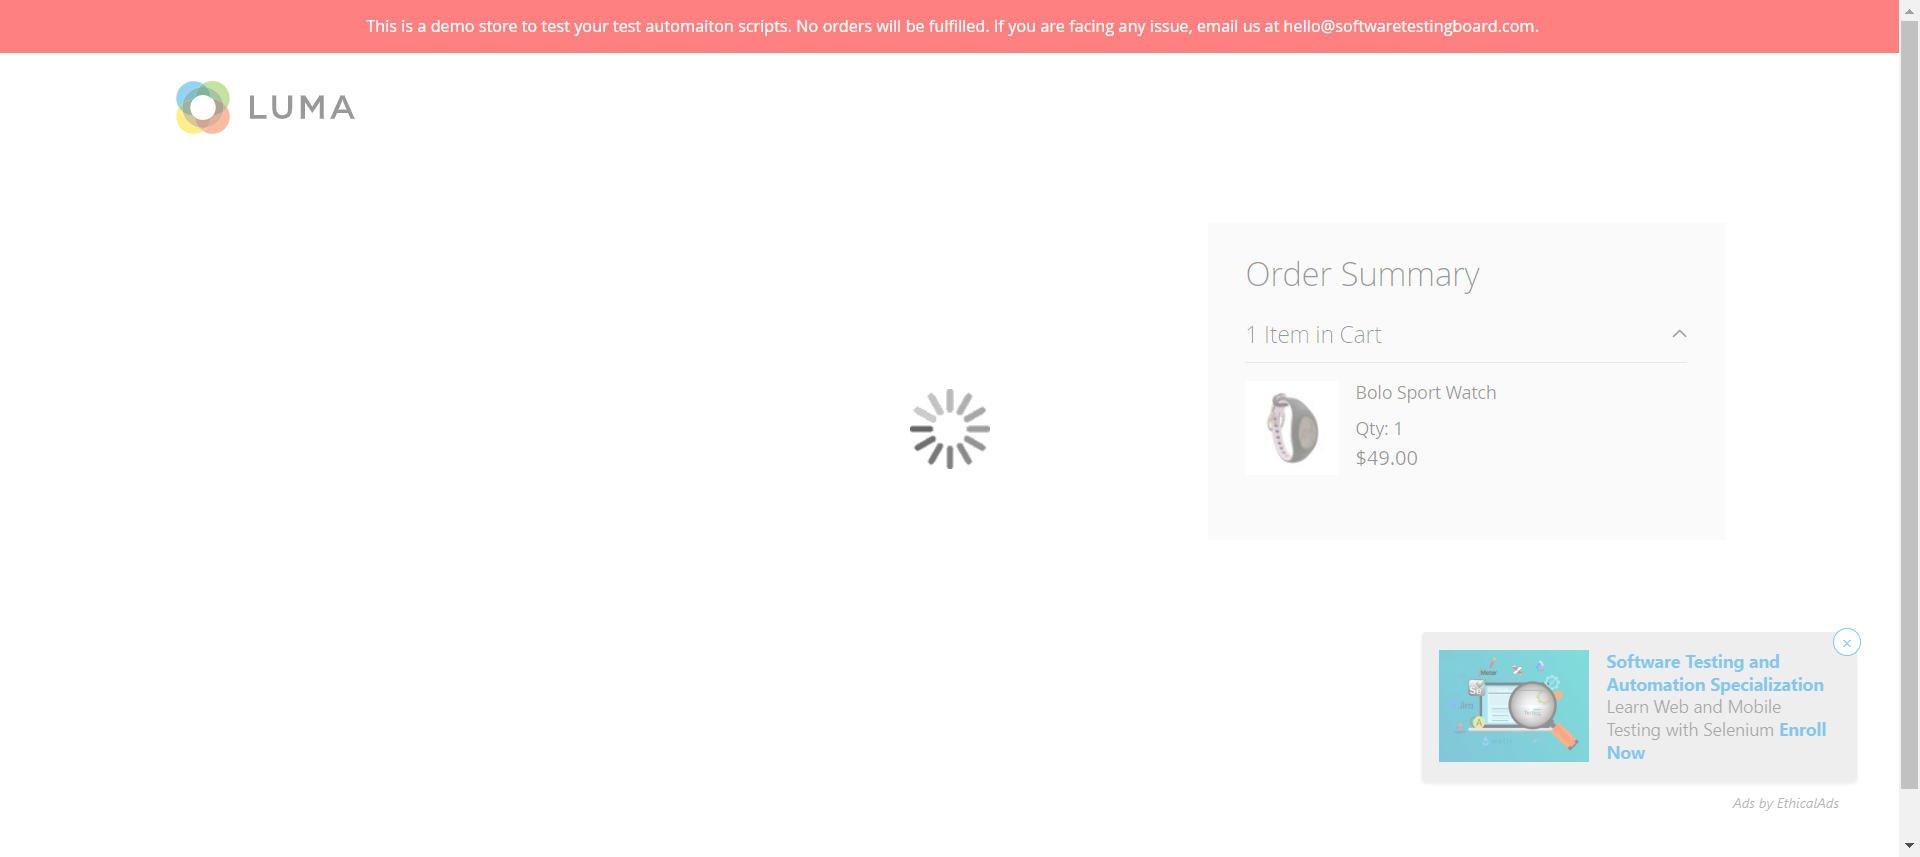 This is a demo store to test your test automaiton scripts. No orders will be fulfilled. If you are facing any issue, email us at hello@softwaretestingboard.com.
LUMA
Order Summary
1 Item in Cart
Bolo Sport Watch
Qty: 1
$49.00
Software Testing and
Automation Specialization
Learn Web and Mobile
Testing with Selenium Enroll
Now
Meter
Se
Jira
A
Ads by EthicalAds